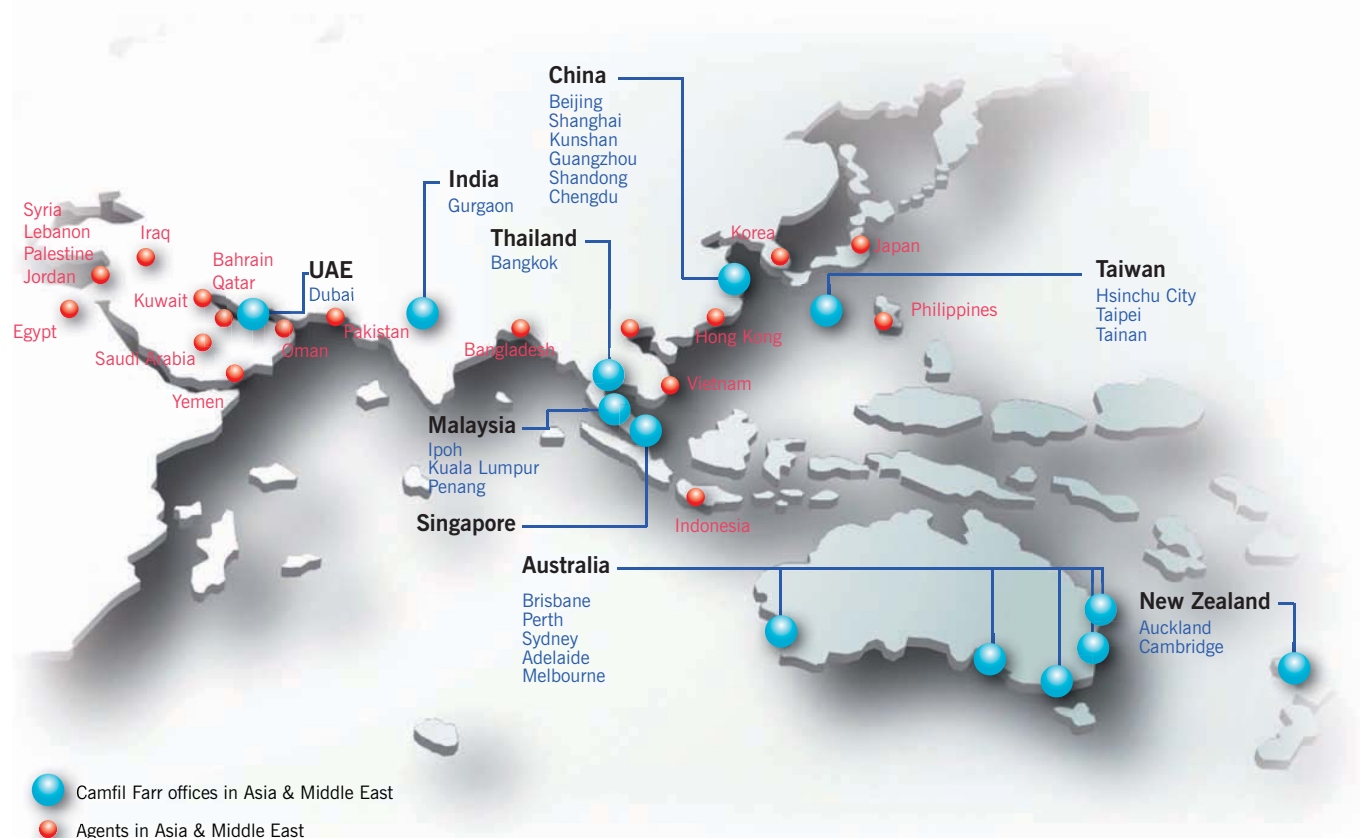 China
Beijing
Shanghai
Kunshan
Guangzhou
Shandong
Chengdu
India
Gurgaon
Thailand
Bangkok
Syria
Lebanon
Palestine
Jordan
Iraq
Bahrain
Qatar
Kuwait
UAE
Dubai
Egypt
Saudi Arabia
Oman
Pakistan
Yemen
Bangladesh
Korea
Japan
Hong Kong
Vietnam
Philippines
Taiwan
Hsinchu City
Taipei
Tainan
Malaysia
Ipoh
Kuala Lumpur
Penang
Singapore
Indonesia
Australia
Brisbane
Perth
Sydney
Adelaide
Melbourne
New Zealand
Auckland
Cambridge
Camfil Farr offices in Asia & Middle East
Agents in Asia & Middle East